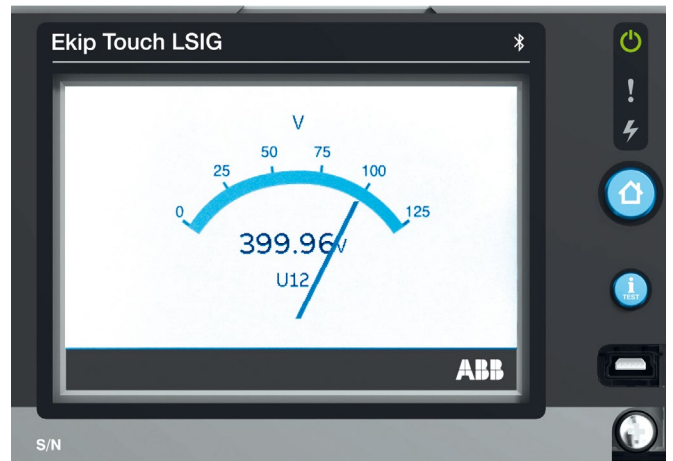 Ekip Touch LSIG
V
50 75
25 100
0 125
399.96V
U12
ABB
i
TEST
S/N